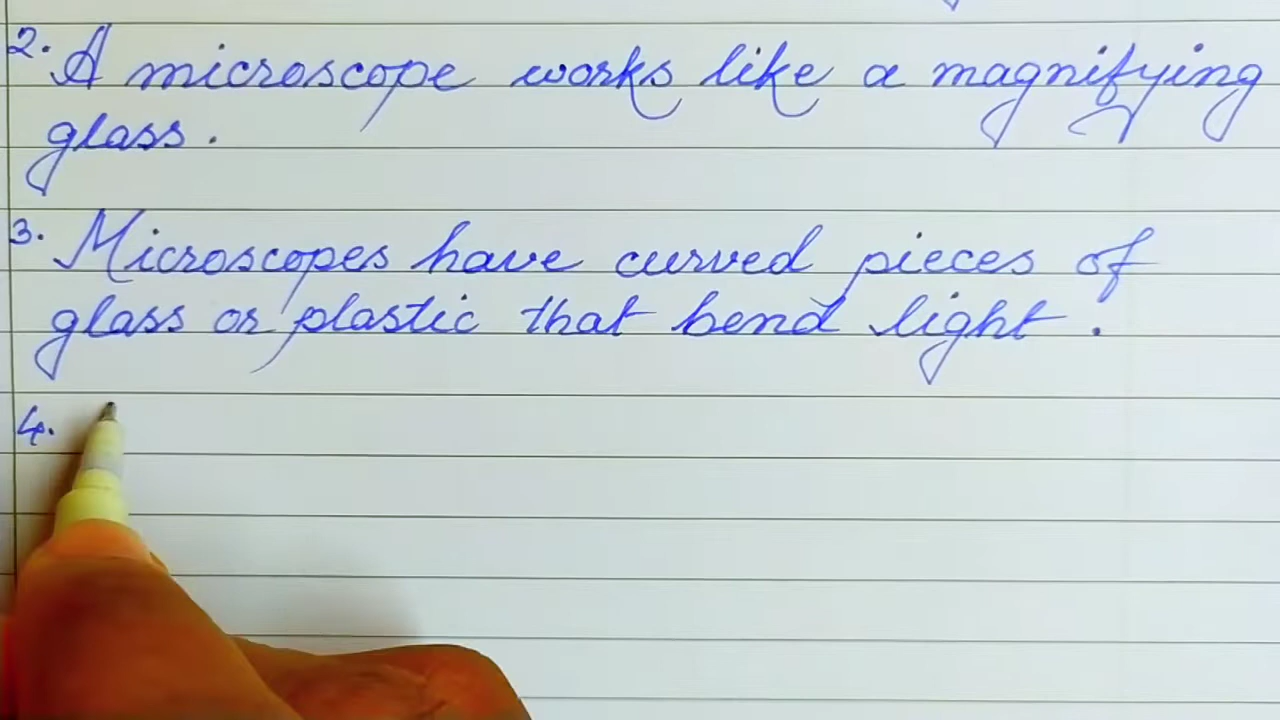 2. A microscope works like a magnifying
glass.
3. Microscopes have curved pieces of
glass or plastic that bend light.
4.